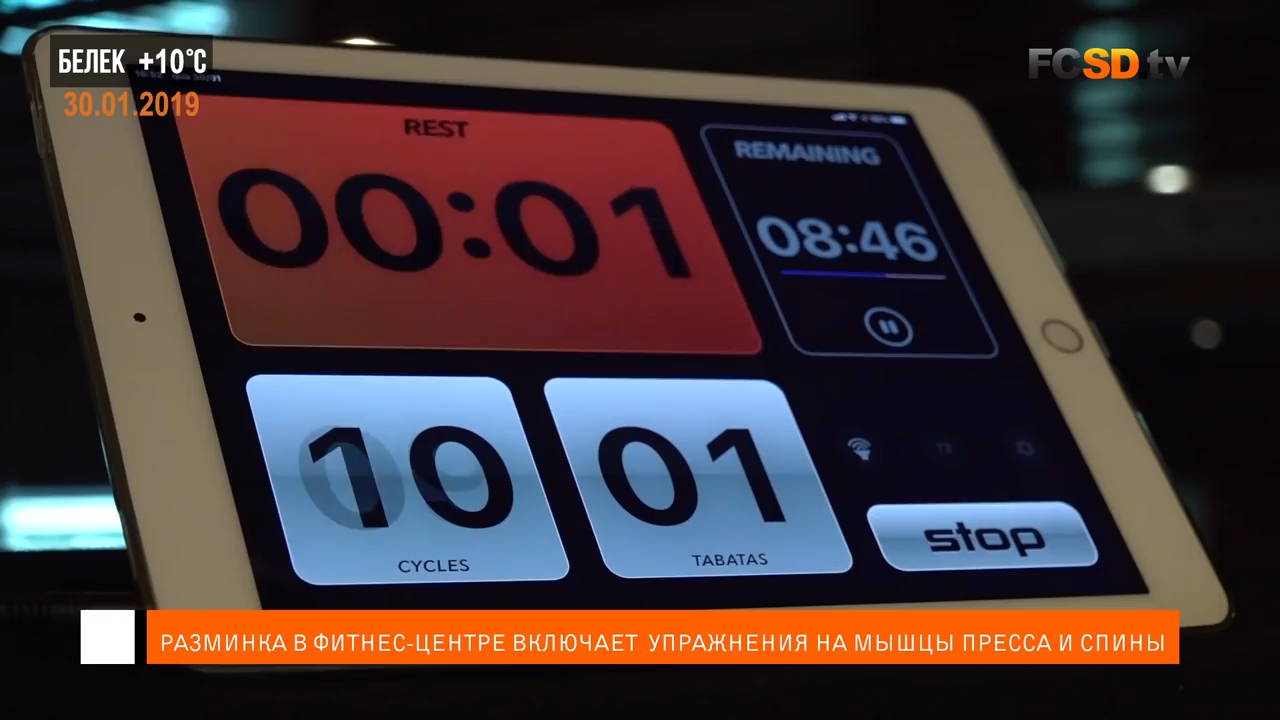 БЕЛЕК +10°C
30.01.2019
FCSD.tv
REST
00:01
REMAINING
08:46
10
CYCLES
01
TABATAS
stop
РАЗМИНКА В ФИТНЕС-ЦЕНТРЕ ВКЛЮЧАЕТ УПРАЖНЕНИЯ НА МЫШЦЫ ПРЕССА И СПИНЫ